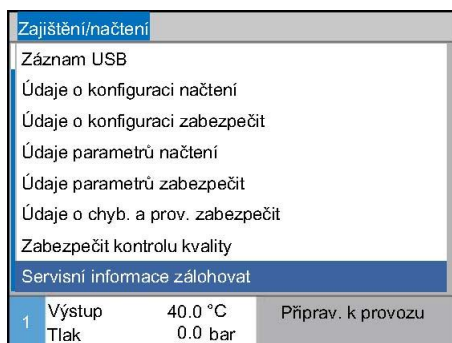 Zajištění/načtení
Záznam USB
Údaje o konfiguraci načtení
Údaje o konfiguraci zabezpečit
Údaje parametrů načtení
Údaje parametrů zabezpečit
Údaje o chyb. a prov. zabezpečit
Zabezpečit kontrolu kvality
Servisní informace zálohovat
1 Výstup 40.0 °C Připrav. k provozu
Tlak 0.0 bar